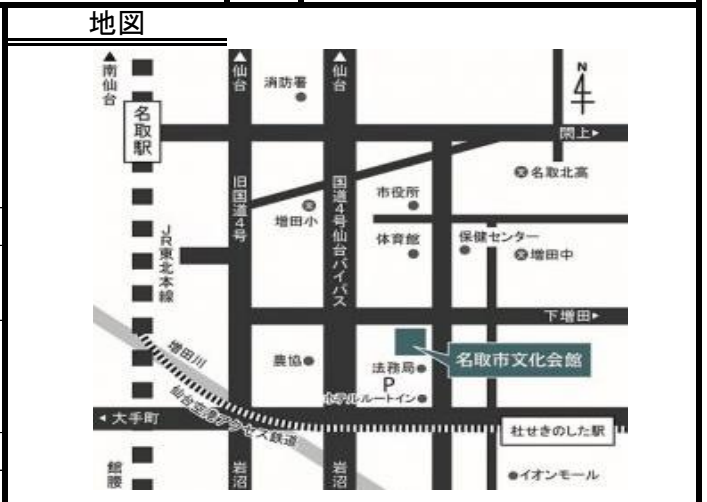 地図
▲南仙台
▲仙台
▲仙台
消防署
N
名取駅
閖上▶
名取北高
旧国道4号
国道4号仙台バイパス
市役所
増田小
体育館
保健センター
増田中
JR東北本線
下増田▶
増田川
農協
法務局
P
名取市文化会館
ホテルルートイン
◀大手町
仙台空港アクセス鉄道
杜せきのした駅
館腰
岩沼
岩沼
イオンモール